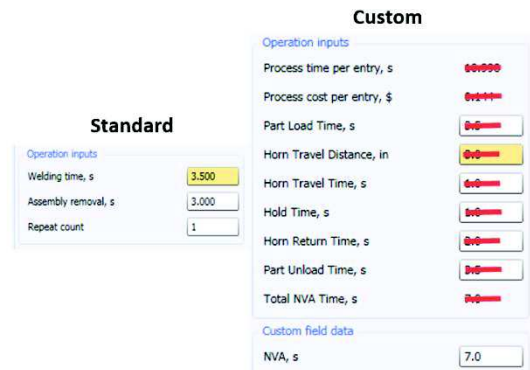 Custom
Operation inputs
Process time per entry, s
Process cost per entry, $
Part Load Time, s
Horn Travel Distance, in
Horn Travel Time, s
Hold Time, s
Horn Return Time, s
Part Unload Time, s
Total NVA Time, s
Custom field data
NVA, s 7.0
Standard
Operation inputs
Welding time, s 3.500
Assembly removal, s 3.000
Repeat count 1